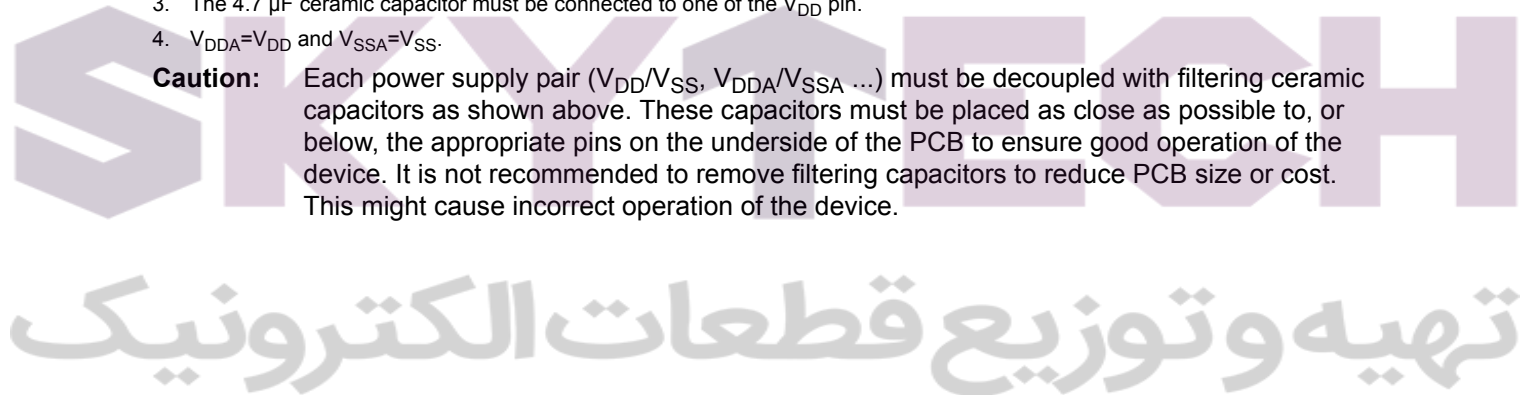 3. The 4.7 µF ceramic capacitor must be connected to one of the VDD pin.
4. VDDA=VDD and VSSA=VSS.
Caution: Each power supply pair (VDD/VSS, VDDA/VSSA ...) must be decoupled with filtering ceramic
capacitors as shown above. These capacitors must be placed as close as possible to, or
below, the appropriate pins on the underside of the PCB to ensure good operation of the
device. It is not recommended to remove filtering capacitors to reduce PCB size or cost.
This might cause incorrect operation of the device.
SKYTECH
تهیه و توزیع قطعات الکترونیک